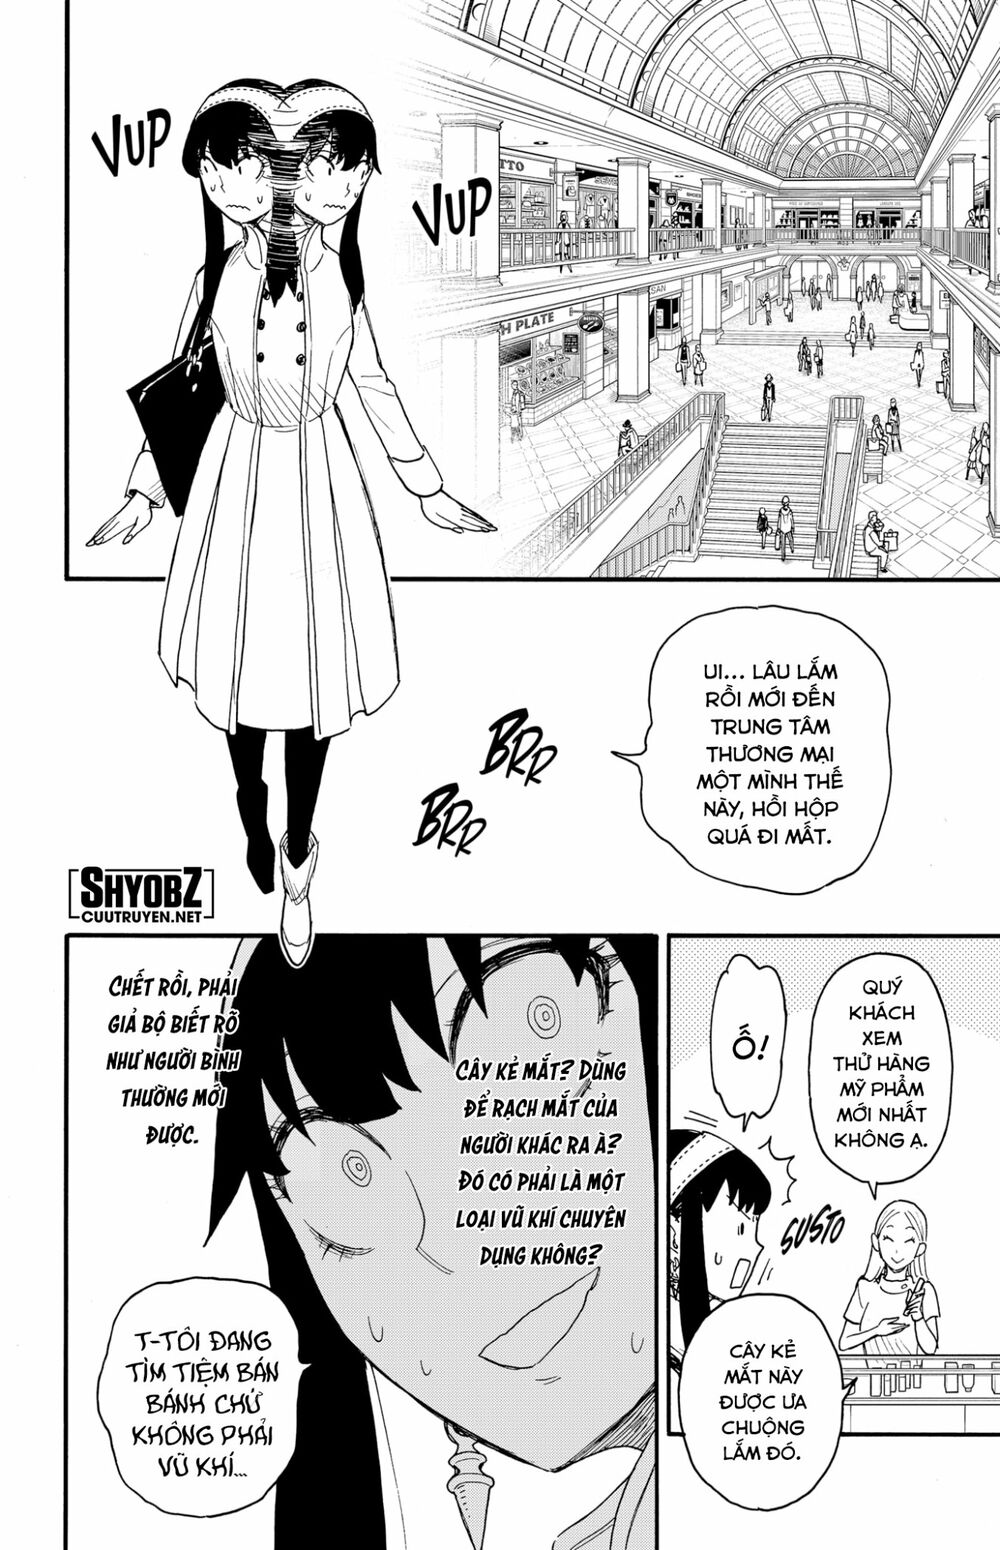 VUP
VUP
TTO
SAN
H PLATE
UI... LÂU LẮM
RỒI MỚI ĐẾN
TRUNG TÂM
THƯƠNG MẠI
MỘT MÌNH THẾ
NÀY, HỒI HỘP
QUÁ ĐI MẤT.
BRR
BRR
SHYOBZ
CUUTRUYEN.NET
QUÝ
KHÁCH
XEM
THỬ HÀNG
MỸ PHẨM
MỚI NHẤT
KHÔNG Ạ.
Ố!
SUSTO
CÂY KẺ
MẮT NÀY
ĐƯỢC ƯA
CHUỘNG
LẮM ĐÓ.
CÂY KẺ MẮT? DÙNG
ĐỂ RẠCH MẮT CỦA
NGƯỜI KHÁC RA À?
ĐÓ CÓ PHẢI LÀ MỘT
LOẠI VŨ KHÍ CHUYÊN
DỤNG KHÔNG?
CHẾT RỒI, PHẢI
GIẢ BỘ BIẾT RÕ
NHƯ NGƯỜI BÌNH
THƯỜNG MỚI
ĐƯỢC.
T-TÔI ĐANG
TÌM TIỆM BÁN
BÁNH CHỨ
KHÔNG PHẢI
VŨ KHÍ...